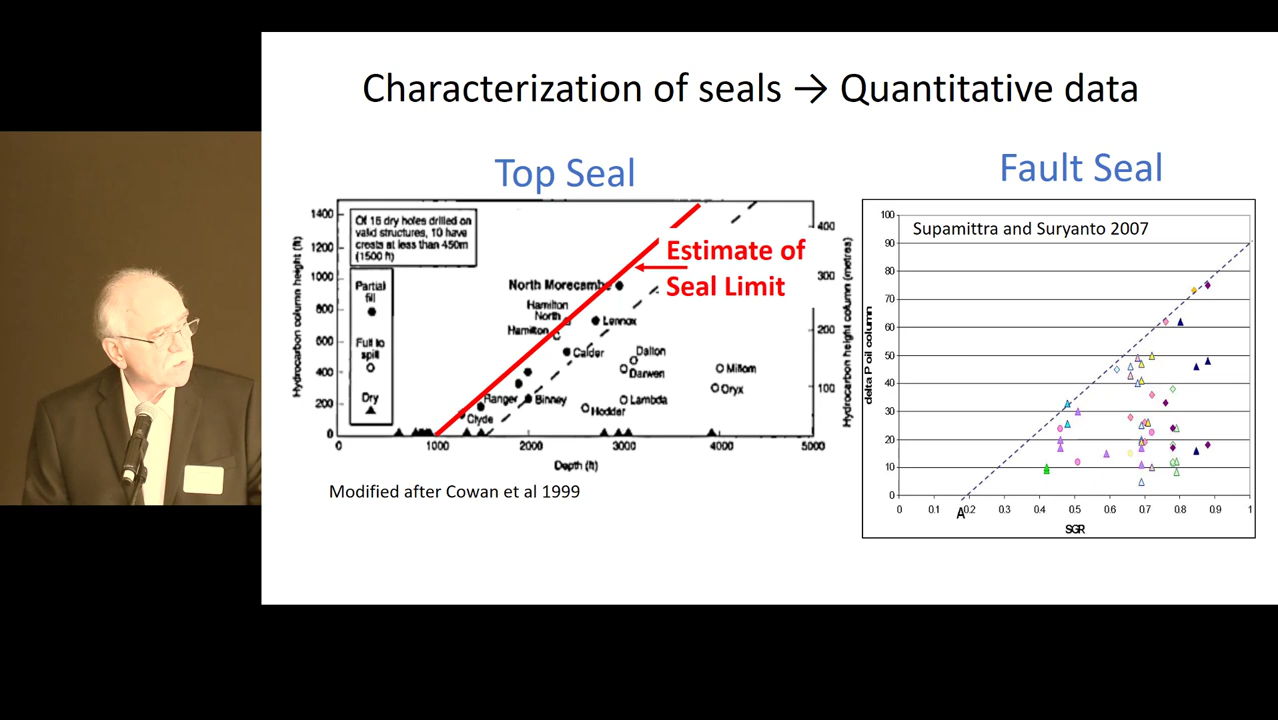 Characterization of seals → Quantitative data
Top Seal
Of 16 dry holes drilled on
valid structures, 10 have
crests at less than 450m
(1500 ft)
Partial
fill
Full to
spill
Dry
Hydrocarbon column height (ft)
1400
1200
1000
800
600
400
200
0
North Morecambe
Hamilton
North
Hamilton
Lennox
Calder
Dalton
Darwen
Millom
Oryx
Ranger
Binney
Lambda
Hodder
Clyde
Estimate of
Seal Limit
400
300
200
100
Hydrocarbon column height (metres)
0 1000 2000 3000 4000 5000
Depth (ft)
Modified after Cowan et al 1999
Fault Seal
Supamittra and Suryanto 2007
delta P oil column
100
90
80
70
60
50
40
30
20
10
0
0 0.1 0.2 0.3 0.4 0.5 0.6 0.7 0.8 0.9 1
A
SGR